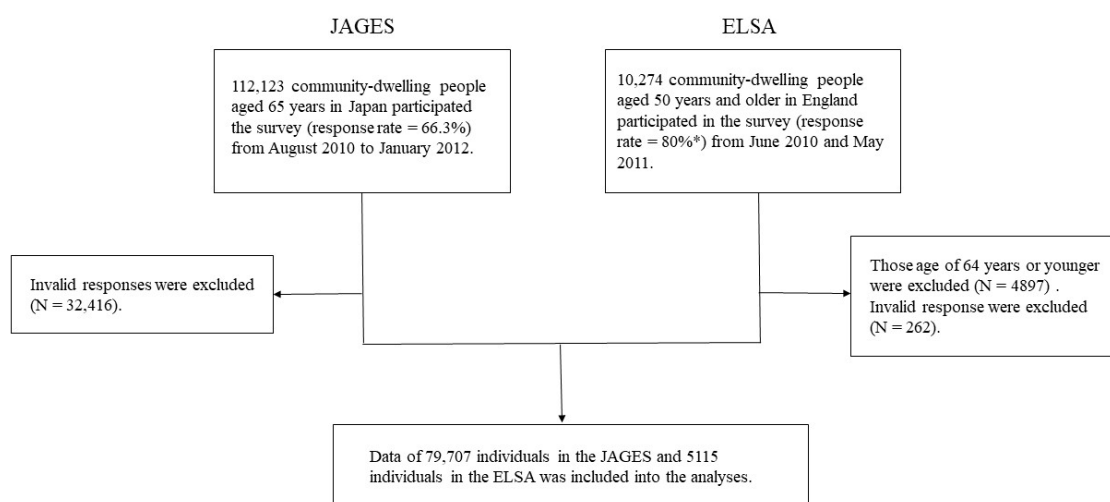 JAGES
112,123 community-dwelling people
aged 65 years in Japan participated
the survey (response rate = 66.3%)
from August 2010 to January 2012.
ELSA
10,274 community-dwelling people
aged 50 years and older in England
participated in the survey (response
rate = 80%*) from June 2010 and May
2011.
Invalid responses were excluded
(N = 32,416).
Those age of 64 years or younger
were excluded (N = 4897) .
Invalid response were excluded
(N = 262).
Data of 79,707 individuals in the JAGES and 5115
individuals in the ELSA was included into the analyses.